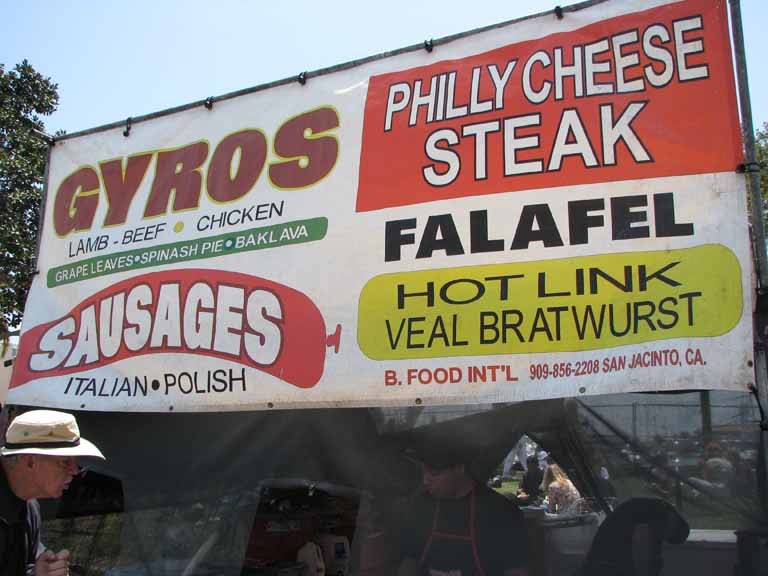 GYROS
LAMB - BEEF • CHICKEN
GRAPE LEAVES•SPINASH PIE•BAKLAVA
SAUSAGES
ITALIAN•POLISH
PHILLY CHEESE
STEAK
FALAFEL
HOT LINK
VEAL BRATWURST
B. FOOD INT'L 909-856-2208 SAN JACINTO, CA.